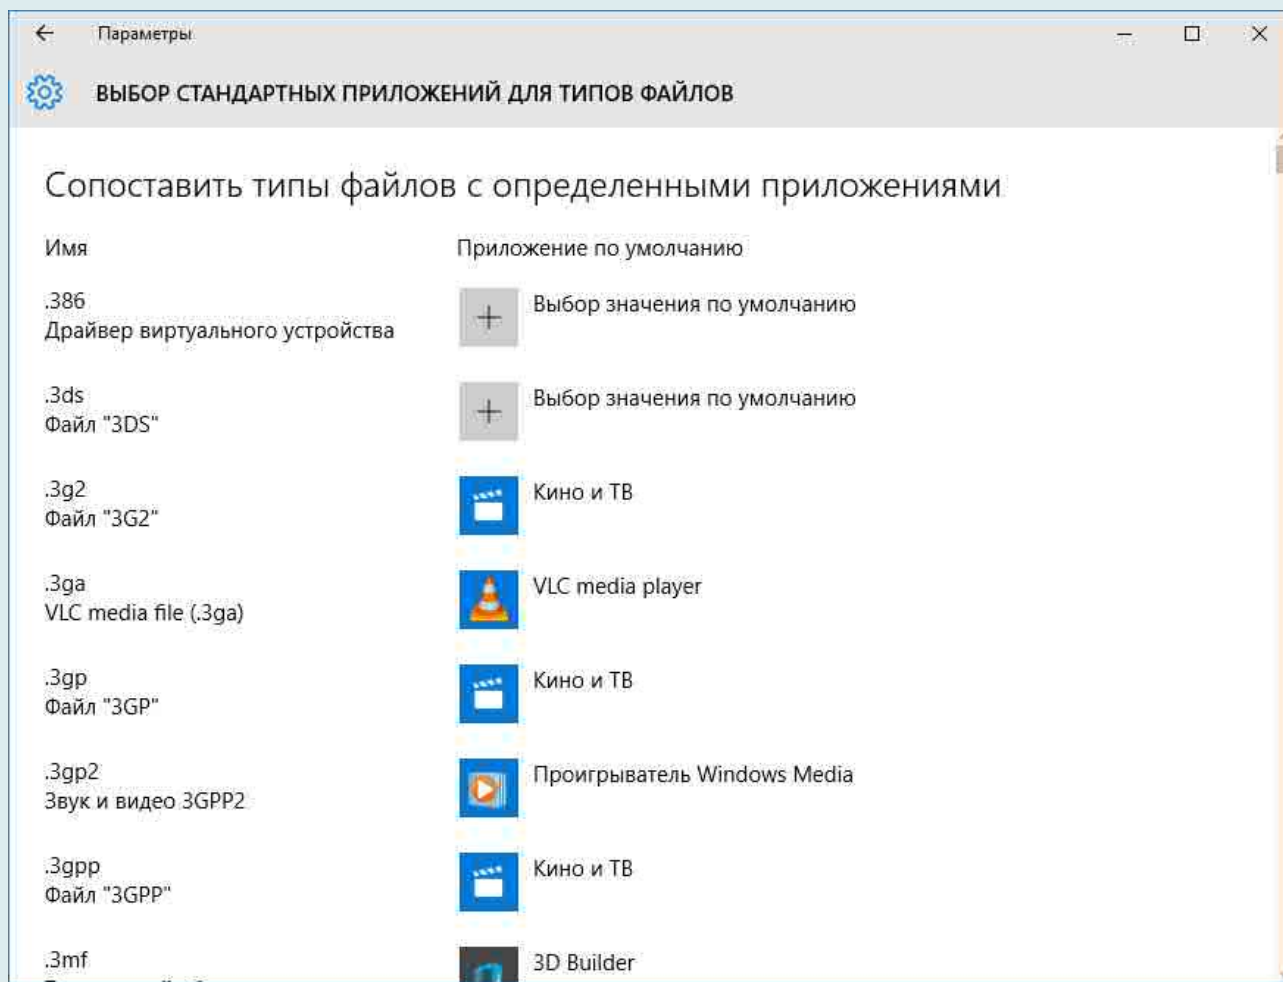 Параметры
ВЫБОР СТАНДАРТНЫХ ПРИЛОЖЕНИЙ ДЛЯ ТИПОВ ФАЙЛОВ
Сопоставить типы файлов с определенными приложениями
Имя Приложение по умолчанию
.386
Выбор значения по умолчанию
Драйвер виртуального устройства
.3ds
Выбор значения по умолчанию
Файл "3DS"
.3g2
Кино и ТВ
Файл "3G2"
.3ga
VLC media player
VLC media file (.3ga)
.3gp
Кино и ТВ
Файл "3GP"
.3gp2
Проигрыватель Windows Media
Звук и видео 3GPP2
.3gpp
Кино и ТВ
Файл "3GPP"
.3mf
3D Builder